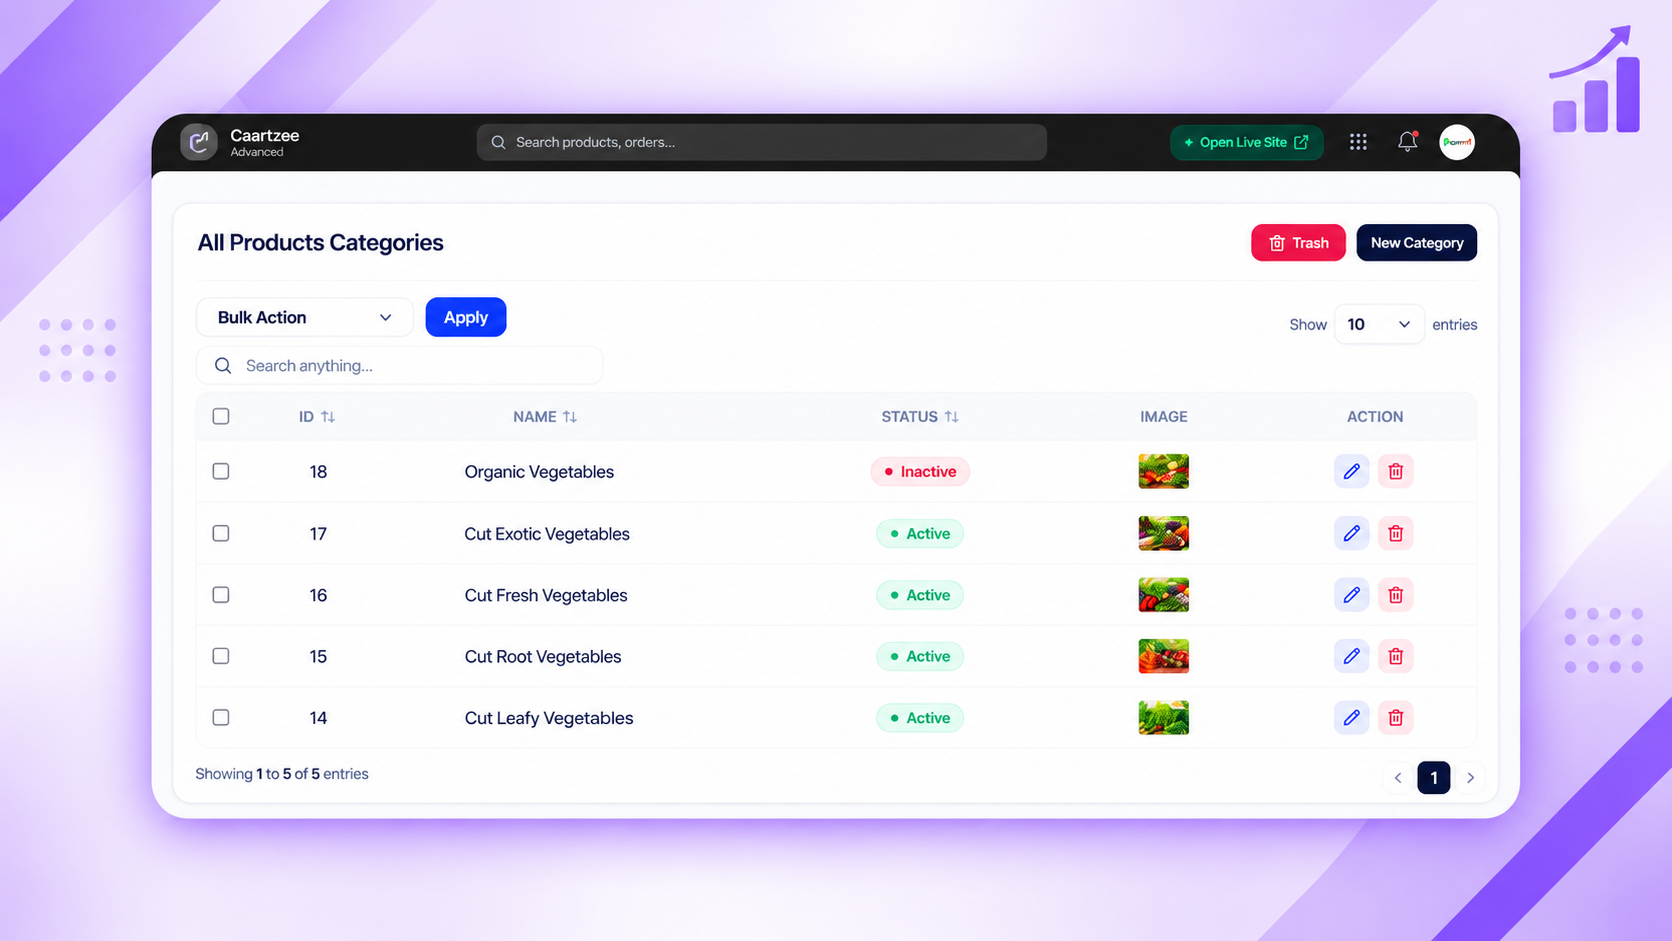 Caartzee
Advanced
Search products, orders...
Open Live Site
All Products Categories
Trash
New Category
Bulk Action
Apply
Show 10 entries
Search anything...
ID NAME STATUS IMAGE ACTION
18 Organic Vegetables Inactive
17 Cut Exotic Vegetables Active
16 Cut Fresh Vegetables Active
15 Cut Root Vegetables Active
14 Cut Leafy Vegetables Active
Showing 1 to 5 of 5 entries
1